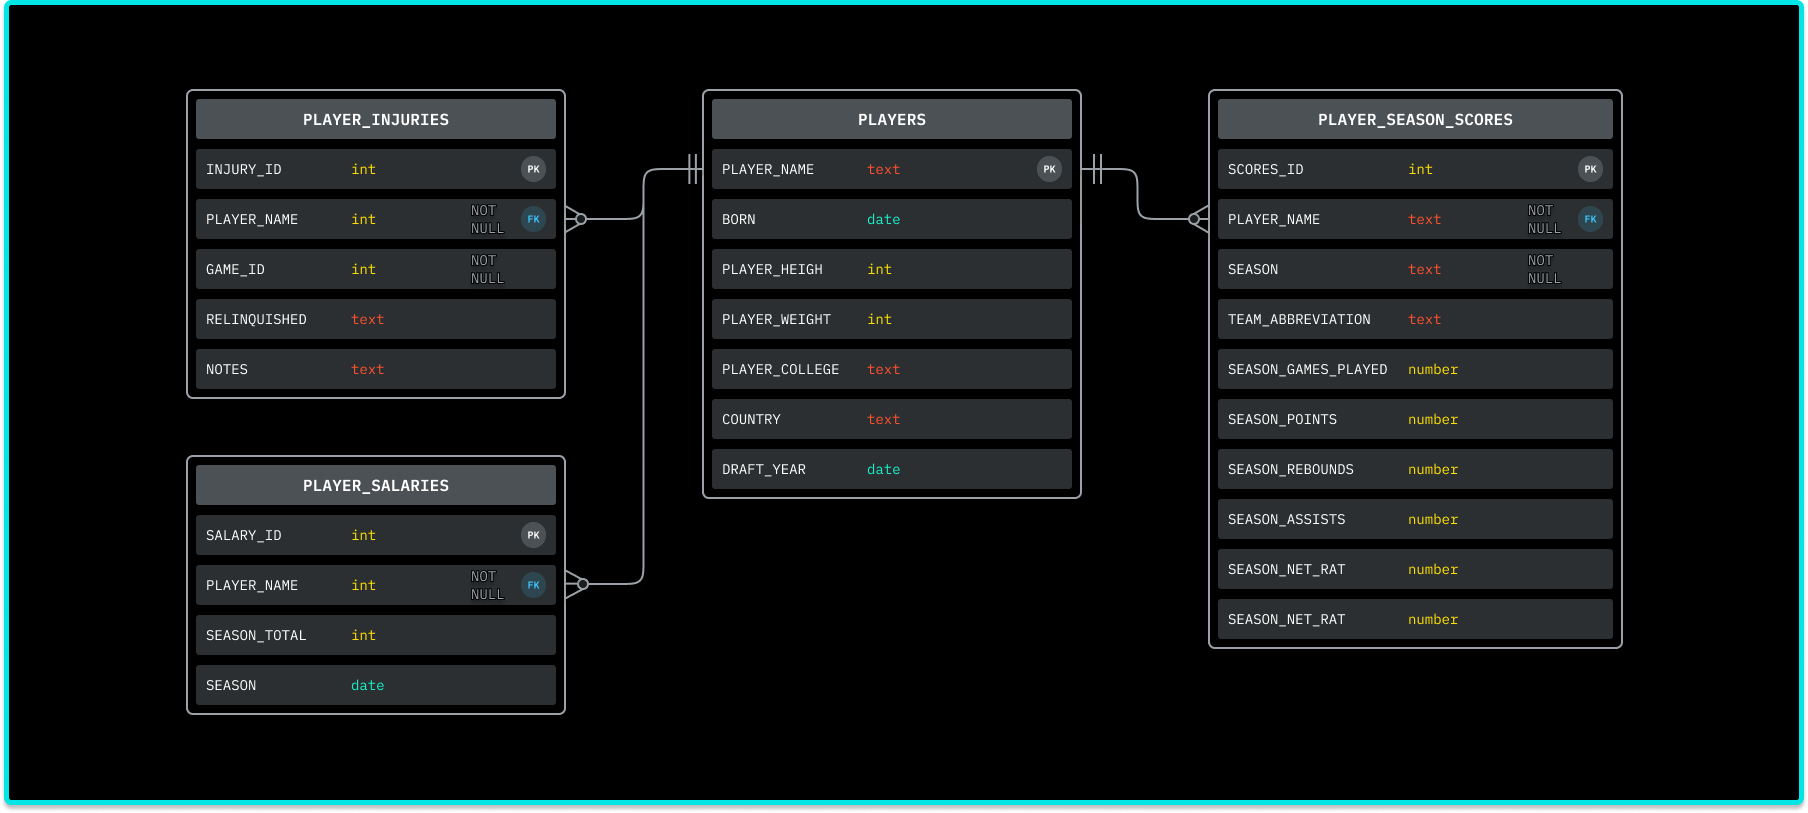 PLAYER_INJURIES
INJURY_ID int PK
PLAYER_NAME int NOT NULL FK
GAME_ID int NOT NULL
RELINQUISHED text
NOTES text
PLAYER_SALARIES
SALARY_ID int PK
PLAYER_NAME int NOT NULL FK
SEASON_TOTAL int
SEASON date
PLAYERS
PLAYER_NAME text PK
BORN date
PLAYER_HEIGH int
PLAYER_WEIGHT int
PLAYER_COLLEGE text
COUNTRY text
DRAFT_YEAR date
PLAYER_SEASON_SCORES
SCORES_ID int PK
PLAYER_NAME text NOT NULL FK
SEASON text NOT NULL
TEAM_ABBREVIATION text
SEASON_GAMES_PLAYED number
SEASON_POINTS number
SEASON_REBOUNDS number
SEASON_ASSISTS number
SEASON_NET_RAT number
SEASON_NET_RAT number